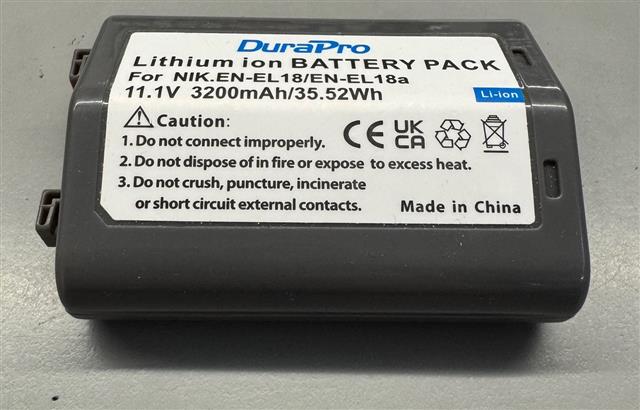 DuraPro
Lithium ion BATTERY PACK
For NIK.EN-EL18/EN-EL18a
11.1V 3200mAh/35.52Wh
Li-ion
Caution:
1. Do not connect improperly.
2. Do not dispose of in fire or expose to excess heat.
3. Do not crush, puncture, incinerate
or short circuit external contacts.
CE UK CA
Made in China